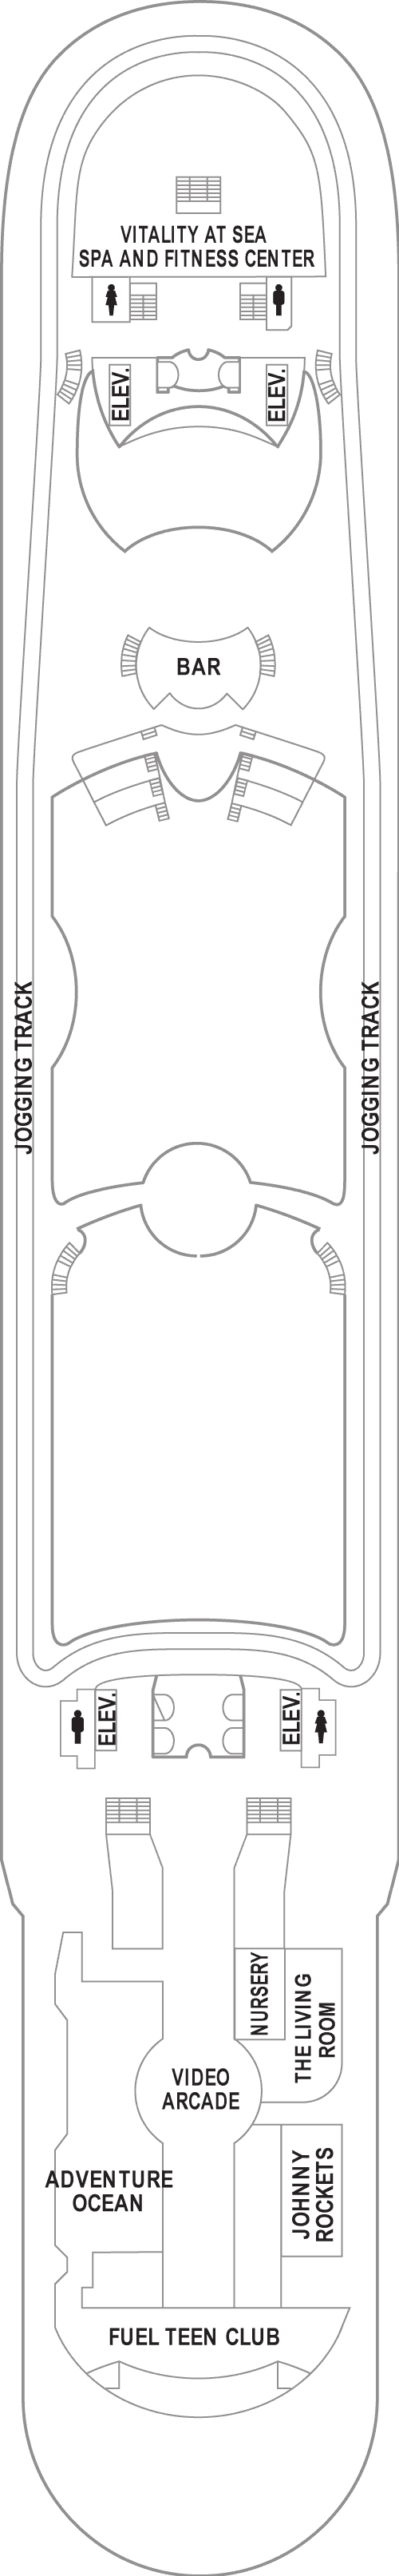 VITALITY AT SEA
SPA AND FITNESS CENTER
ELEV.
ELEV.
BAR
JOGGING TRACK
JOGGING TRACK
ELEV.
ELEV.
NURSERY
THE LIVING
ROOM
VIDEO
ARCADE
ADVENTURE
OCEAN
JOHNNY
ROCKETS
FUEL TEEN CLUB